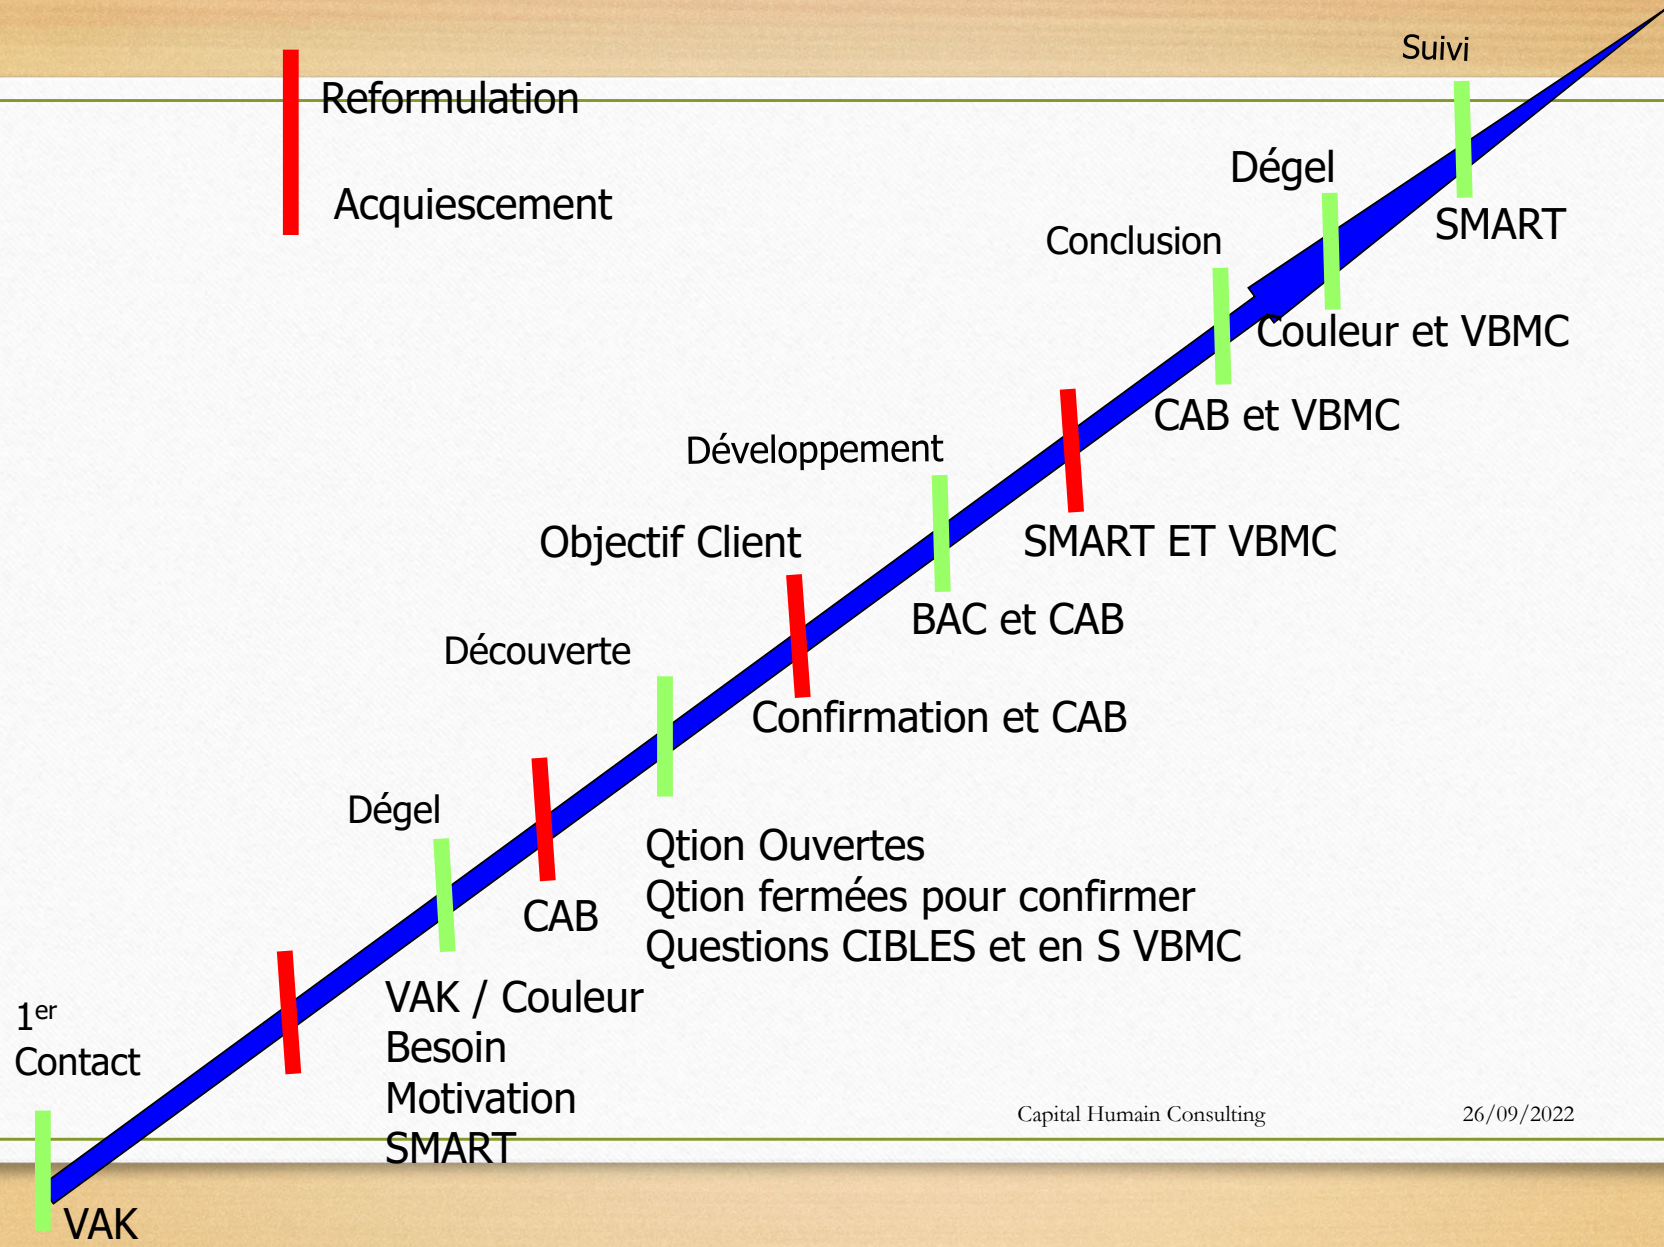 Suivi
Reformulation
Dégel
Acquiescement
SMART
Conclusion
Couleur et VBMC
CAB et VBMC
Développement
Objectif Client
SMART ET VBMC
BAC et CAB
Découverte
Confirmation et CAB
Dégel
Qtion Ouvertes
Qtion fermées pour confirmer
Questions CIBLES et en S VBMC
CAB
VAK / Couleur
Besoin
Motivation
SMART
1er
Contact
Capital Humain Consulting
26/09/2022
VAK